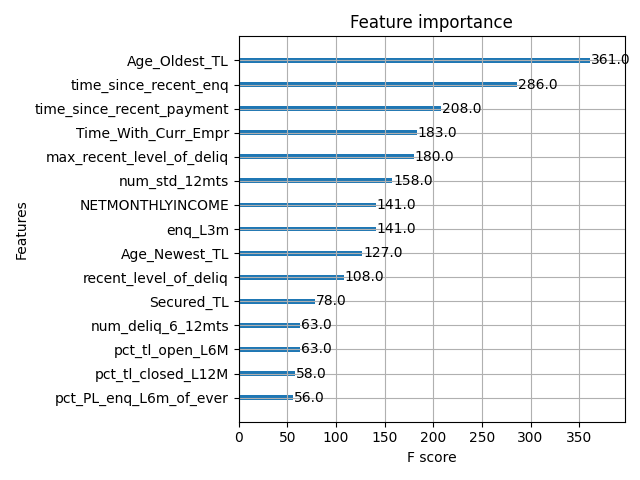 Feature importance
Features
Age_Oldest_TL 361.0
time_since_recent_enq 286.0
time_since_recent_payment 208.0
Time_With_Curr_Empr 183.0
max_recent_level_of_deliq 180.0
num_std_12mts 158.0
NETMONTHLYINCOME 141.0
enq_L3m 141.0
Age_Newest_TL 127.0
recent_level_of_deliq 108.0
Secured_TL 78.0
num_deliq_6_12mts 63.0
pct_tl_open_L6M 63.0
pct_tl_closed_L12M 58.0
pct_PL_enq_L6m_of_ever 56.0
0 50 100 150 200 250 300 350
F score